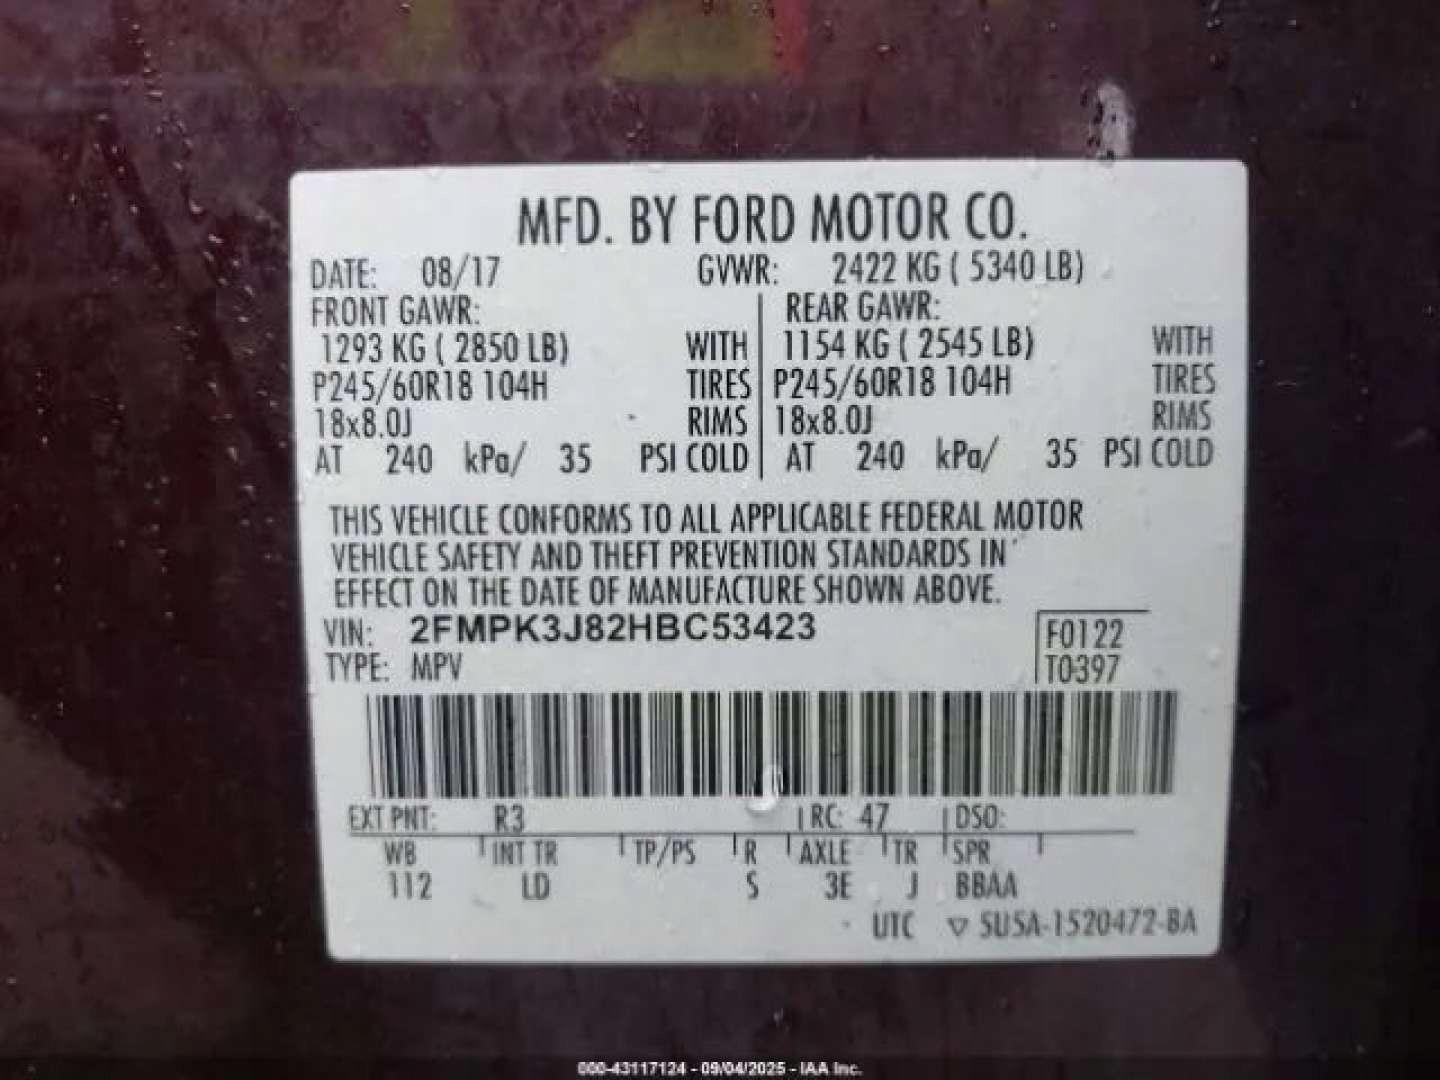 MFD. BY FORD MOTOR CO.
DATE: 08/17 GVWR: 2422 KG ( 5340 LB)
FRONT GAWR: REAR GAWR:
1293 KG ( 2850 LB) WITH 1154 KG ( 2545 LB) WITH
P245/60R18 104H TIRES P245/60R18 104H TIRES
18x8.0J RIMS 18x8.0J RIMS
AT 240 kPa/ 35 PSI COLD AT 240 kPa/ 35 PSI COLD
THIS VEHICLE CONFORMS TO ALL APPLICABLE FEDERAL MOTOR
VEHICLE SAFETY AND THEFT PREVENTION STANDARDS IN
EFFECT ON THE DATE OF MANUFACTURE SHOWN ABOVE.
VIN: 2FMPK3J82HBC53423 F0122
TYPE: MPV T0397
EXT PNT: R3 RC: 47 DSO:
WB INT TR TP/PS R AXLE TR SPR
112 LD S 3E J BBAA
UTC ▽ SU5A-1520472-BA
000-43117124 - 09/04/2025 - IAA Inc.